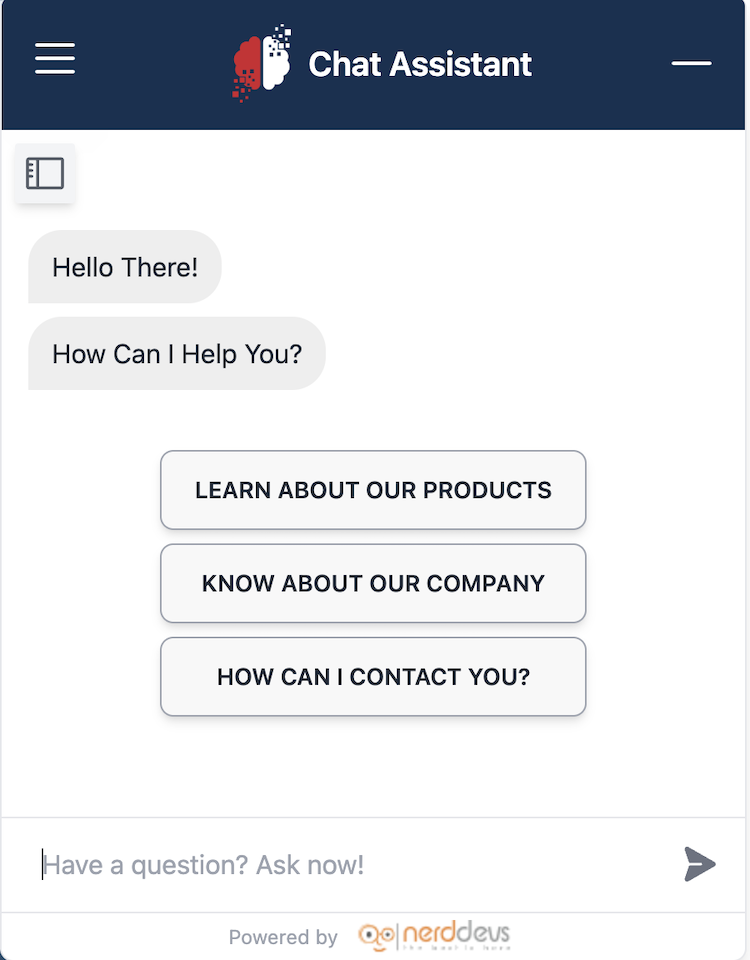 Chat Assistant
Hello There!
How Can I Help You?
LEARN ABOUT OUR PRODUCTS
KNOW ABOUT OUR COMPANY
HOW CAN I CONTACT YOU?
Have a question? Ask now!
Powered by nerddevs